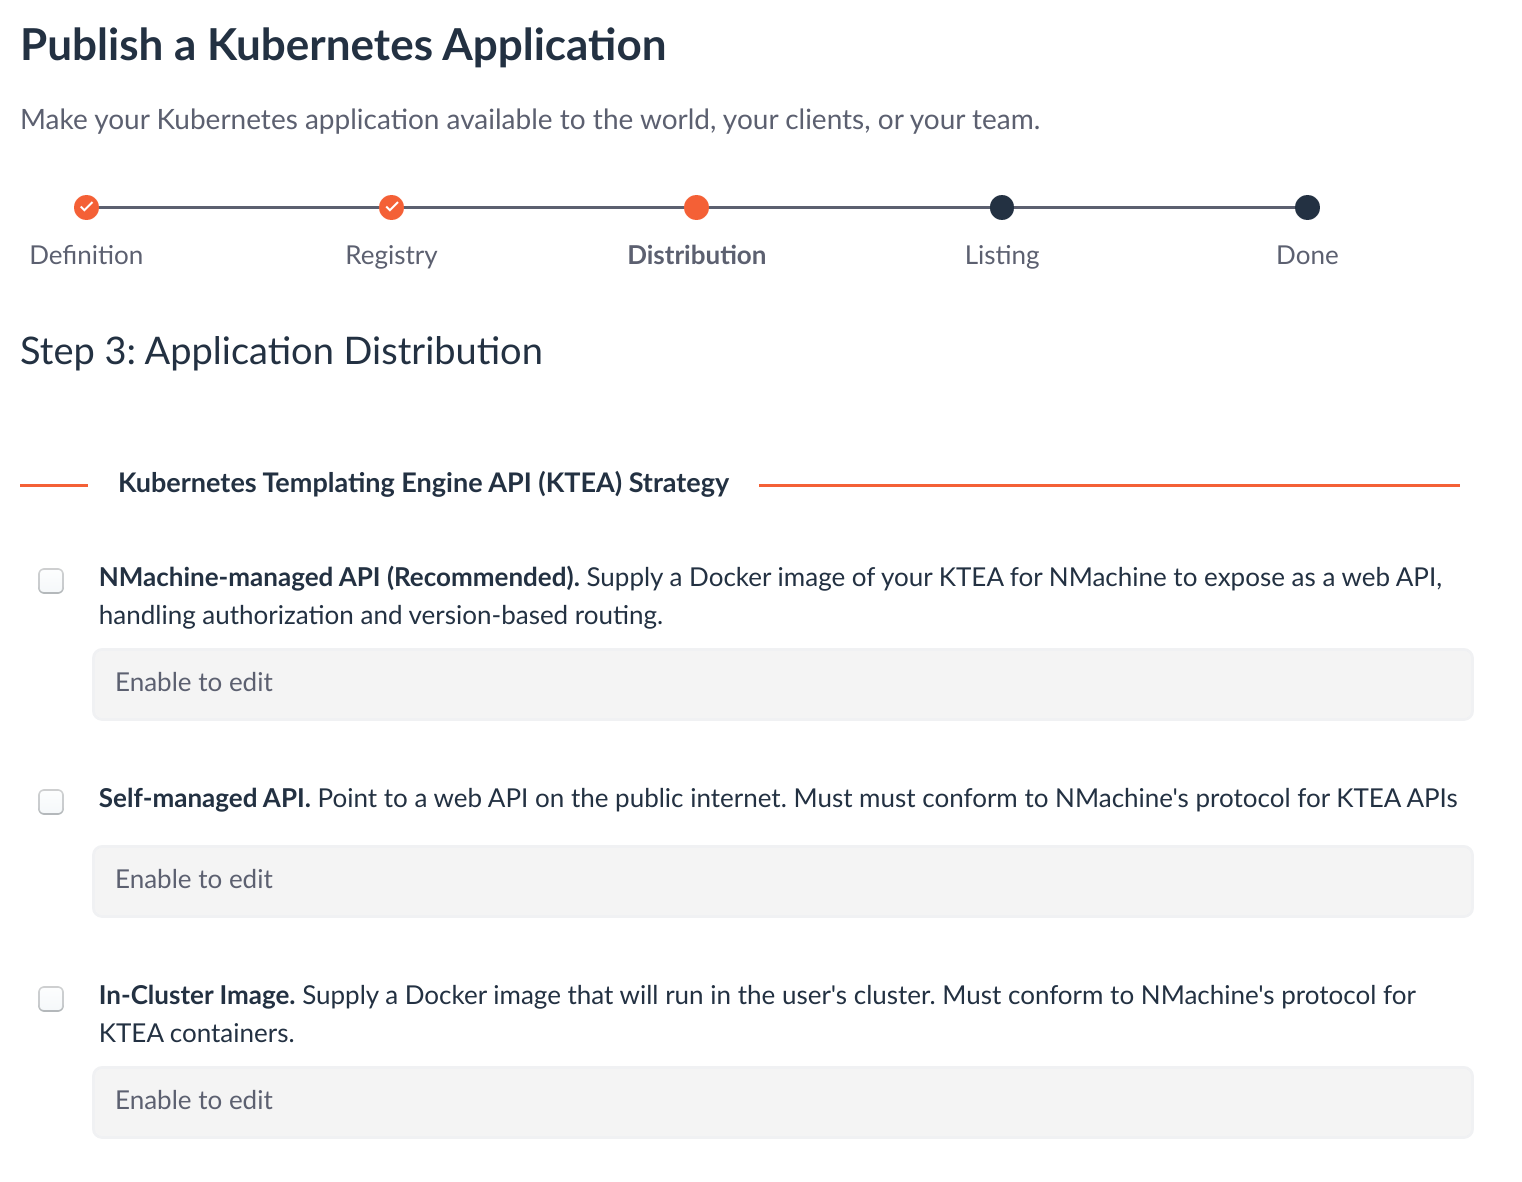 Publish a Kubernetes Application
Make your Kubernetes application available to the world, your clients, or your team.
Definition
Registry
Distribution
Listing
Done
Step 3: Application Distribution
Kubernetes Templating Engine API (KTEA) Strategy
NMachine-managed API (Recommended). Supply a Docker image of your KTEA for NMachine to expose as a web API,
handling authorization and version-based routing.
Enable to edit
Self-managed API. Point to a web API on the public internet. Must must conform to NMachine's protocol for KTEA APIs
Enable to edit
In-Cluster Image. Supply a Docker image that will run in the user's cluster. Must conform to NMachine's protocol for
KTEA containers.
Enable to edit